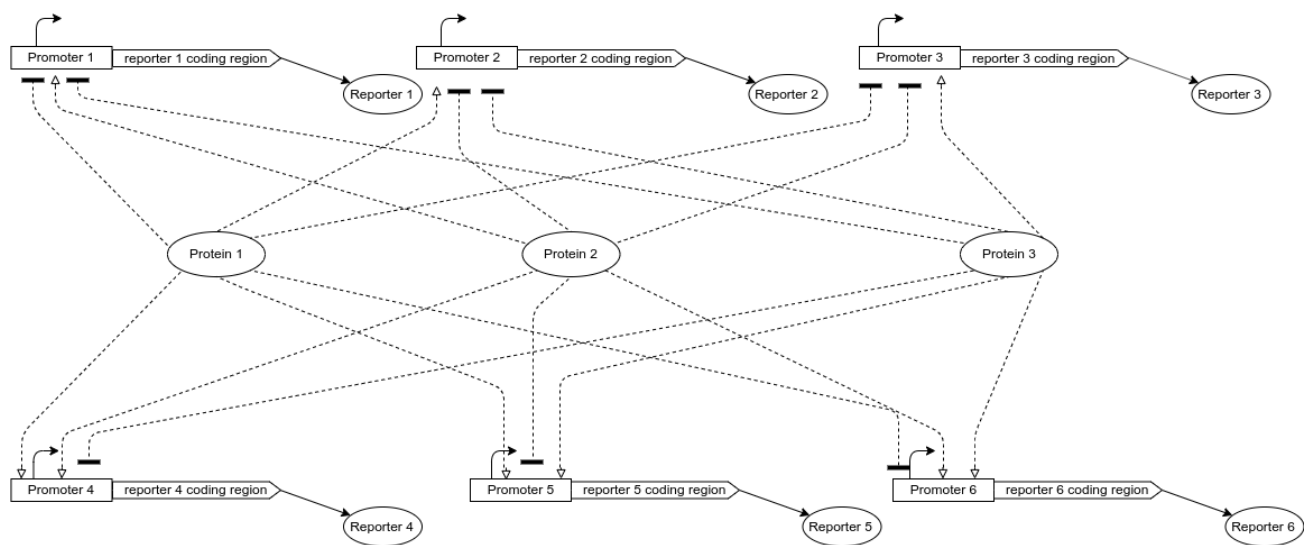 Promoter 1
reporter 1 coding region
Promoter 2
reporter 2 coding region
Promoter 3
reporter 3 coding region
Reporter 1
Reporter 2
Reporter 3
Protein 1
Protein 2
Protein 3
Promoter 4
reporter 4 coding region
Promoter 5
reporter 5 coding region
Promoter 6
reporter 6 coding region
Reporter 4
Reporter 5
Reporter 6